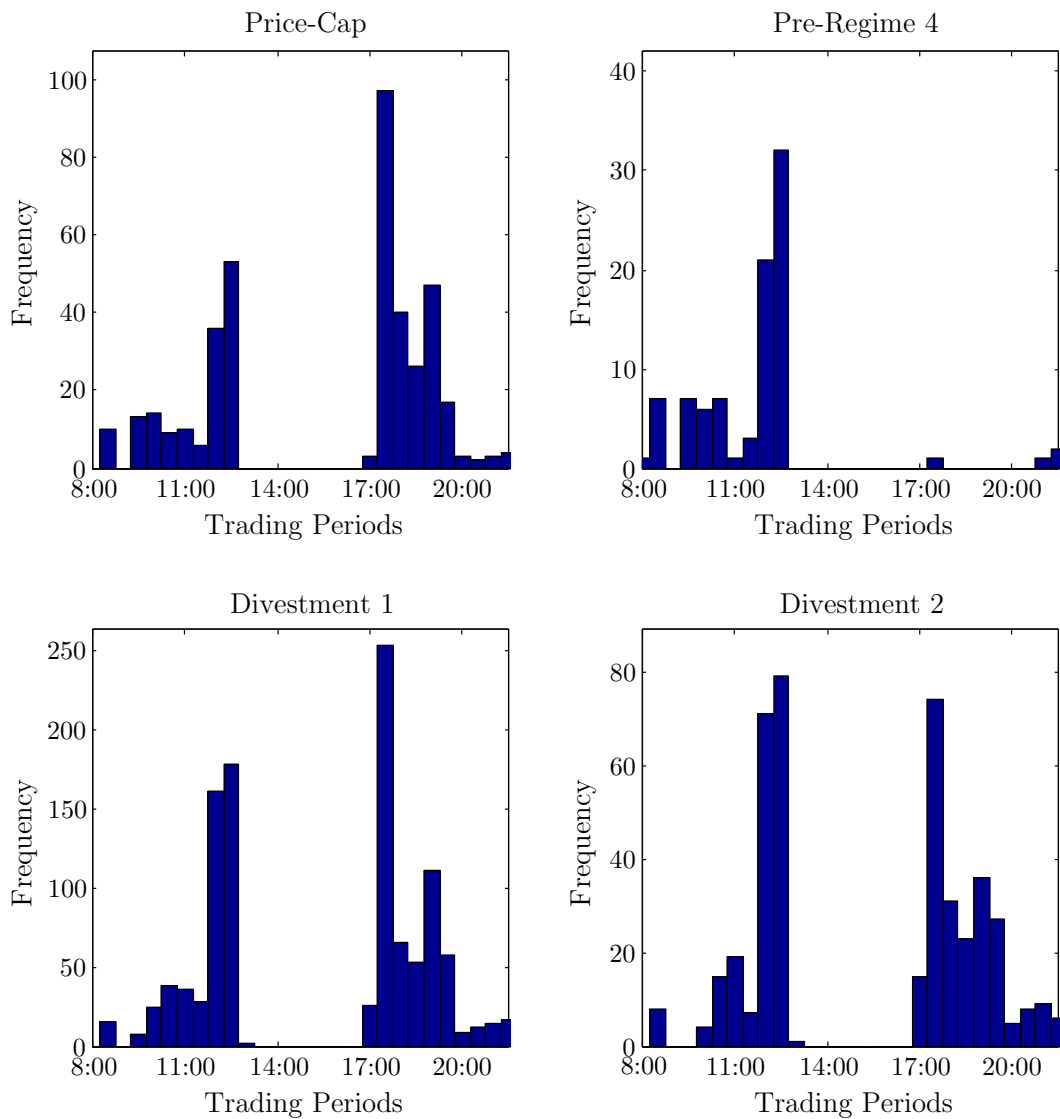 Price-Cap
100
80
60
40
20
0
Frequency
8:00 11:00 14:00 17:00 20:00
Trading Periods
Pre-Regime 4
40
30
20
10
0
Frequency
8:00 11:00 14:00 17:00 20:00
Trading Periods
Divestment 1
250
200
150
100
50
0
Frequency
8:00 11:00 14:00 17:00 20:00
Trading Periods
Divestment 2
80
60
40
20
0
Frequency
8:00 11:00 14:00 17:00 20:00
Trading Periods